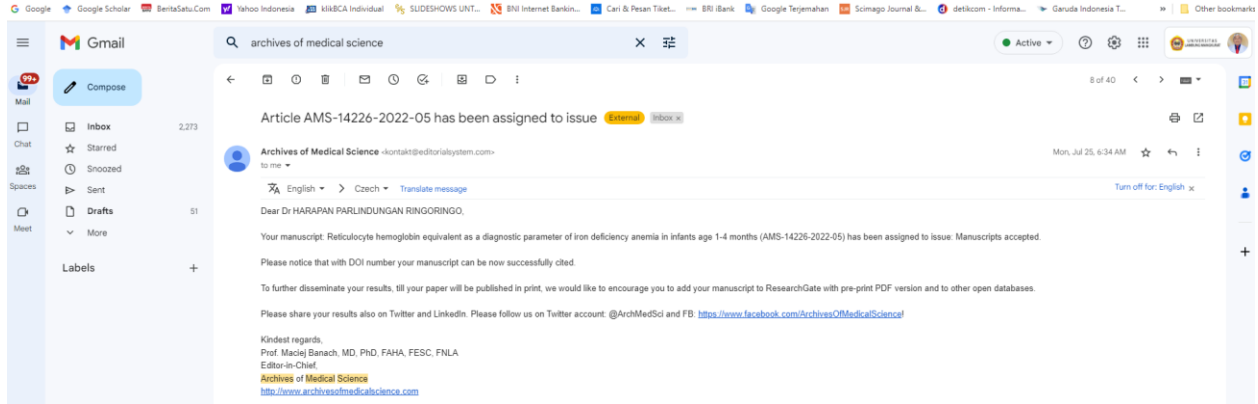 Google Google Scholar BeritaSatu.Com Yahoo Indonesia klikBCA Individual SLIDESHOWS UNT... BNI Internet Bankin... Cari & Pesan Tiket... BRI iBank Google Terjemahan Scimago Journal &... detikcom - Informa... Garuda Indonesia T... » Other bookmarks
Gmail
archives of medical science
Active
UNIVERSITAS
99+
Mail
Compose
8 of 40
Chat
Spaces
Meet
Inbox 2,273
Starred
Snoozed
Sent
Drafts 51
More
Labels +
Article AMS-14226-2022-05 has been assigned to issue External Inbox x
Archives of Medical Science <kontakt@editorialsystem.com> Mon, Jul 25, 6:34 AM
to me
English > Czech Translate message Turn off for: English x
Dear Dr HARAPAN PARLINDUNGAN RINGORINGO,
Your manuscript: Reticulocyte hemoglobin equivalent as a diagnostic parameter of iron deficiency anemia in infants age 1-4 months (AMS-14226-2022-05) has been assigned to issue: Manuscripts accepted.
Please notice that with DOI number your manuscript can be now successfully cited.
To further disseminate your results, till your paper will be published in print, we would like to encourage you to add your manuscript to ResearchGate with pre-print PDF version and to other open databases.
Please share your results also on Twitter and LinkedIn. Please follow us on Twitter account: @ArchMedSci and FB: https://www.facebook.com/ArchivesOfMedicalScience!
Kindest regards,
Prof. Maciej Banach, MD, PhD, FAHA, FESC, FNLA
Editor-in-Chief,
Archives of Medical Science
http://www.archivesofmedicalscience.com